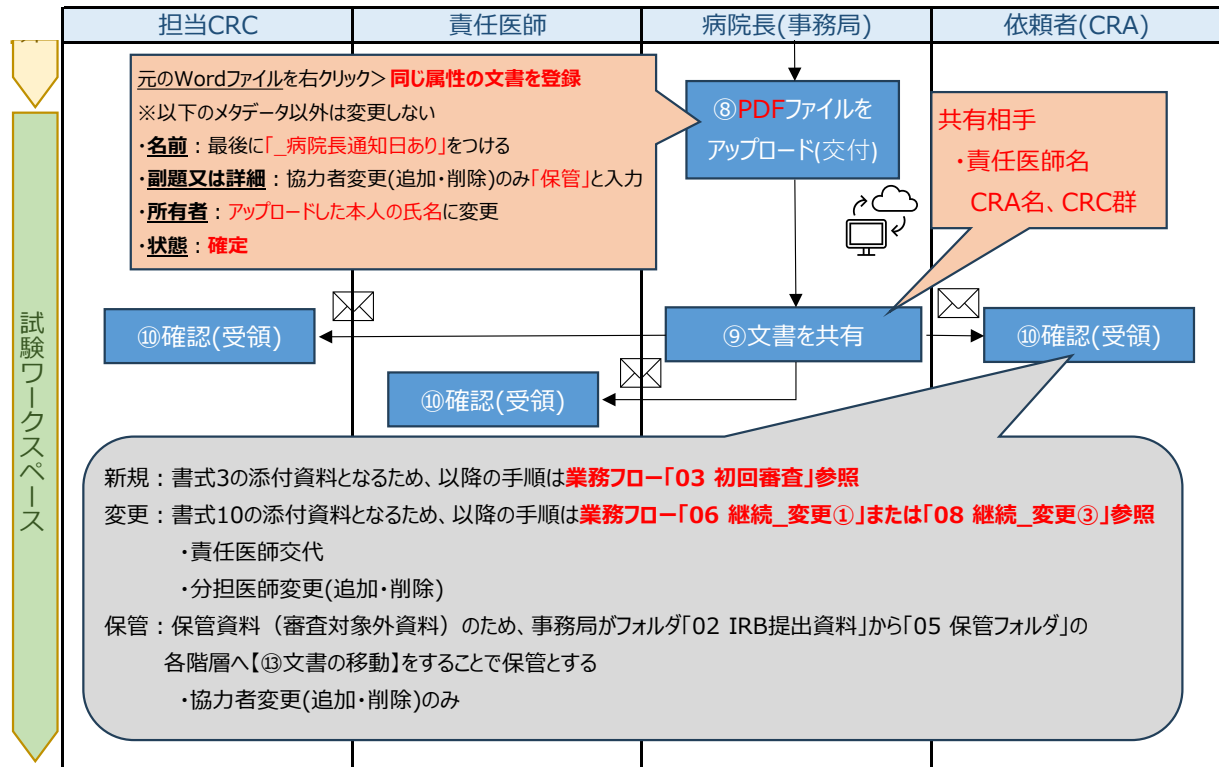 担当CRC
責任医師
病院長(事務局)
依頼者(CRA)
元のWordファイルを右クリック> 同じ属性の文書を登録
※以下のメタデータ以外は変更しない
・名前：最後に「_病院長通知日あり」をつける
・副題又は詳細：協力者変更(追加・削除)のみ「保管」と入力
・所有者：アップロードした本人の氏名に変更
・状態：確定
⑧PDFファイルを
アップロード(交付)
共有相手
・責任医師名
CRA名、CRC群
試験ワークスペース
⑩確認(受領)
⑨文書を共有
⑩確認(受領)
⑩確認(受領)
新規：書式3の添付資料となるため、以降の手順は業務フロー「03 初回審査」参照
変更：書式10の添付資料となるため、以降の手順は業務フロー「06 継続_変更①」または「08 継続_変更③」参照
・責任医師交代
・分担医師変更(追加・削除)
保管：保管資料（審査対象外資料）のため、事務局がフォルダ「02 IRB提出資料」から「05 保管フォルダ」の
各階層へ【⑬文書の移動】をすることで保管とする
・協力者変更(追加・削除)のみ